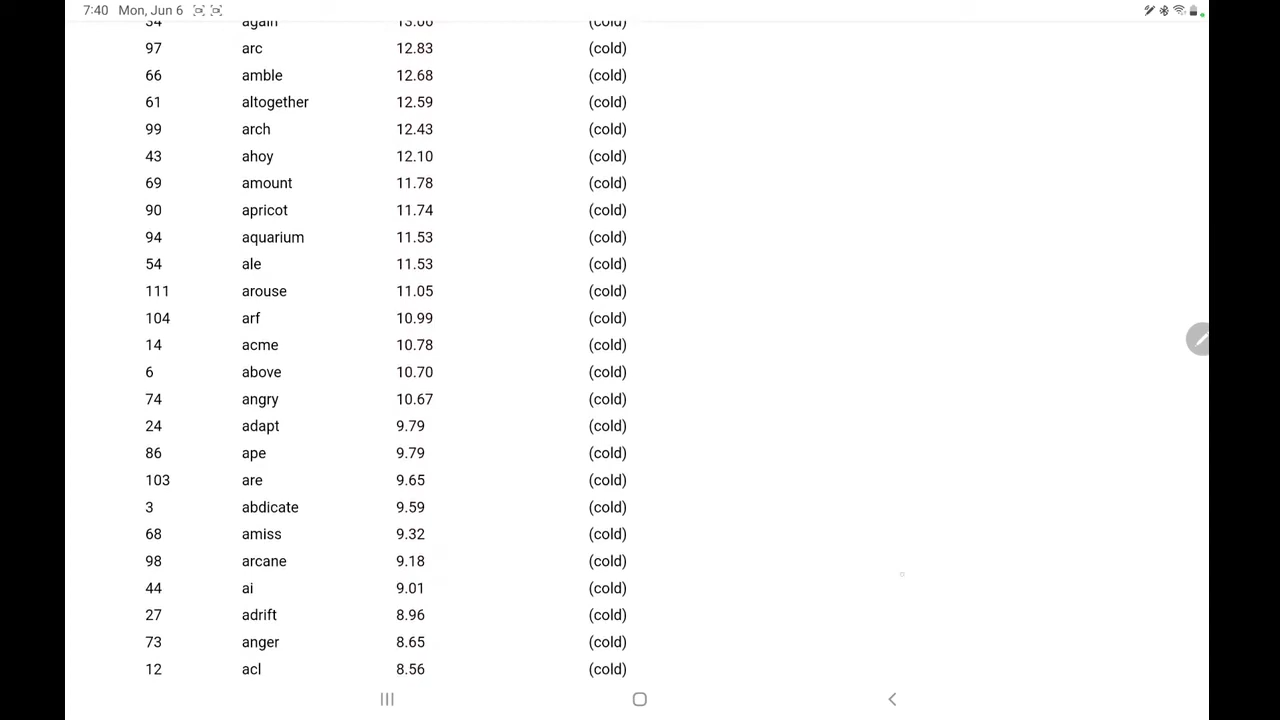 7:40 Mon, Jun 6
34 again 13.00 (cold)
97 arc 12.83 (cold)
66 amble 12.68 (cold)
61 altogether 12.59 (cold)
99 arch 12.43 (cold)
43 ahoy 12.10 (cold)
69 amount 11.78 (cold)
90 apricot 11.74 (cold)
94 aquarium 11.53 (cold)
54 ale 11.53 (cold)
111 arouse 11.05 (cold)
104 arf 10.99 (cold)
14 acme 10.78 (cold)
6 above 10.70 (cold)
74 angry 10.67 (cold)
24 adapt 9.79 (cold)
86 ape 9.79 (cold)
103 are 9.65 (cold)
3 abdicate 9.59 (cold)
68 amiss 9.32 (cold)
98 arcane 9.18 (cold)
44 ai 9.01 (cold)
27 adrift 8.96 (cold)
73 anger 8.65 (cold)
12 acl 8.56 (cold)